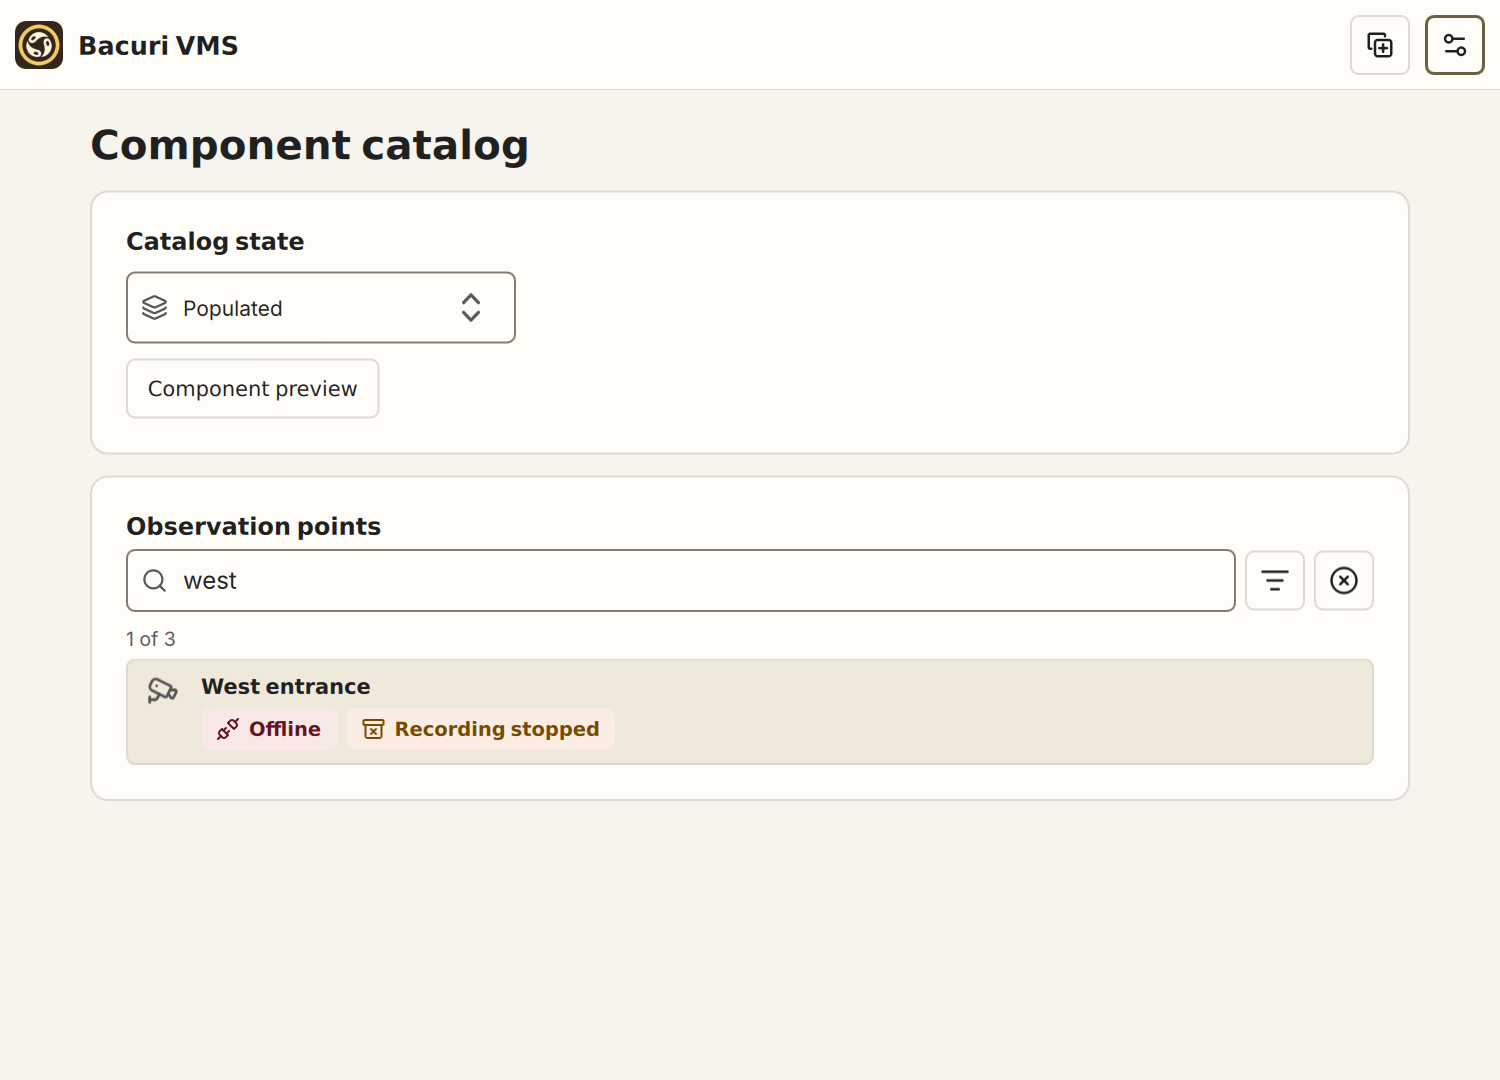 Bacuri VMS
Component catalog
Catalog state
Populated
Component preview
Observation points
west
1 of 3
West entrance
Offline
Recording stopped